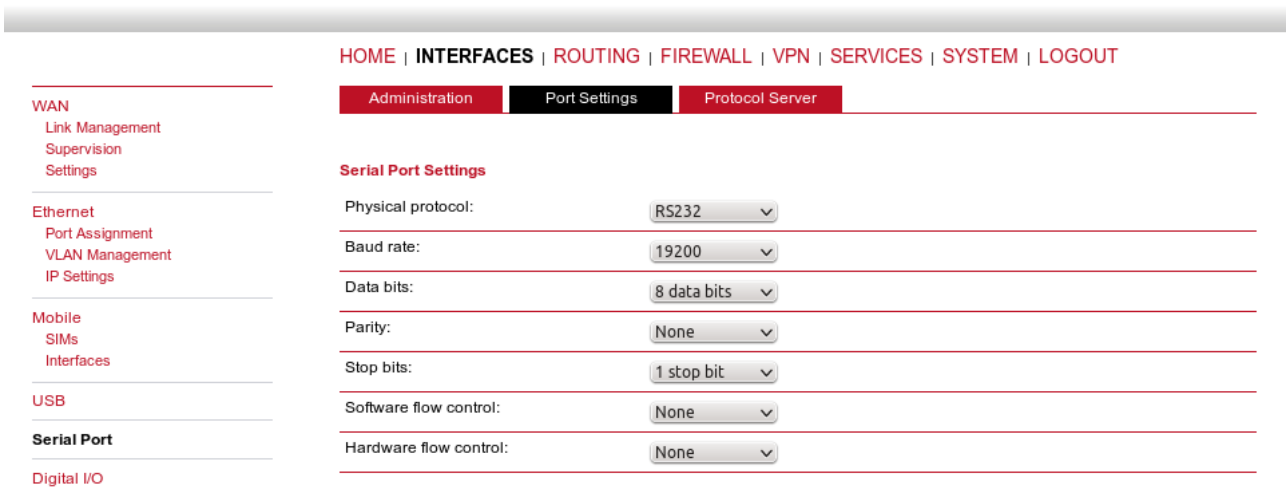 HOME | INTERFACES | ROUTING | FIREWALL | VPN | SERVICES | SYSTEM | LOGOUT
WAN
Link Management
Supervision
Settings
Ethernet
Port Assignment
VLAN Management
IP Settings
Mobile
SIMs
Interfaces
USB
Serial Port
Digital I/O
Administration Port Settings Protocol Server
Serial Port Settings
Physical protocol: RS232
Baud rate: 19200
Data bits: 8 data bits
Parity: None
Stop bits: 1 stop bit
Software flow control: None
Hardware flow control: None